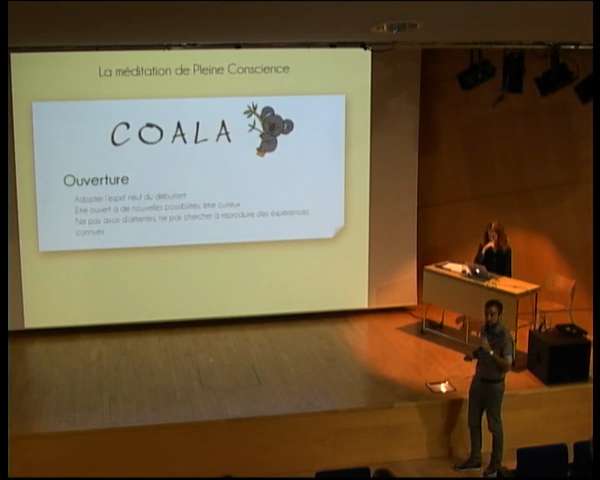 La méditation de Pleine Conscience
COALA
Ouverture
Adopter l'esprit neuf du débutant
Etre ouvert à de nouvelles possibilités, être curieux
Ne pas avoir d'attentes, ne pas chercher à reproduire des expériences
connues